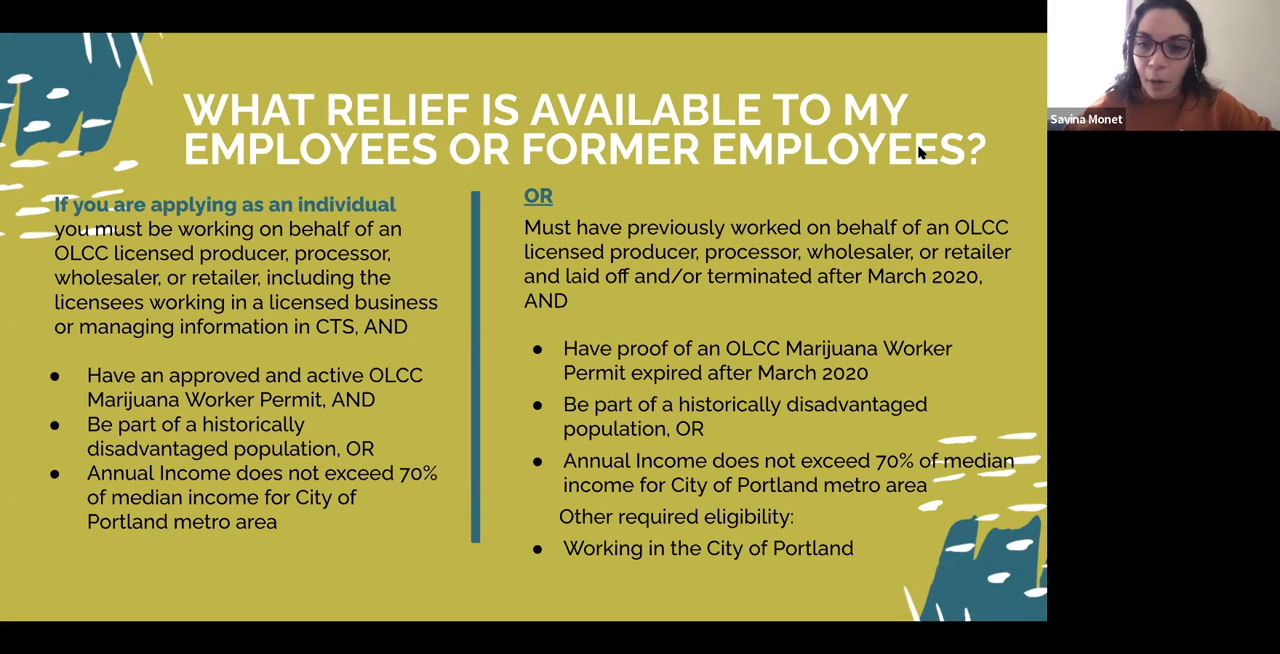 WHAT RELIEF IS AVAILABLE TO MY
EMPLOYEES OR FORMER EMPLOYEES?
If you are applying as an individual
you must be working on behalf of an
OLCC licensed producer, processor,
wholesaler, or retailer, including the
licensees working in a licensed business
or managing information in CTS, AND
● Have an approved and active OLCC
Marijuana Worker Permit, AND
● Be part of a historically
disadvantaged population, OR
● Annual Income does not exceed 70%
of median income for City of
Portland metro area
OR
Must have previously worked on behalf of an OLCC
licensed producer, processor, wholesaler, or retailer
and laid off and/or terminated after March 2020,
AND
● Have proof of an OLCC Marijuana Worker
Permit expired after March 2020
● Be part of a historically disadvantaged
population, OR
● Annual Income does not exceed 70% of median
income for City of Portland metro area
Other required eligibility:
● Working in the City of Portland
Savina Monet